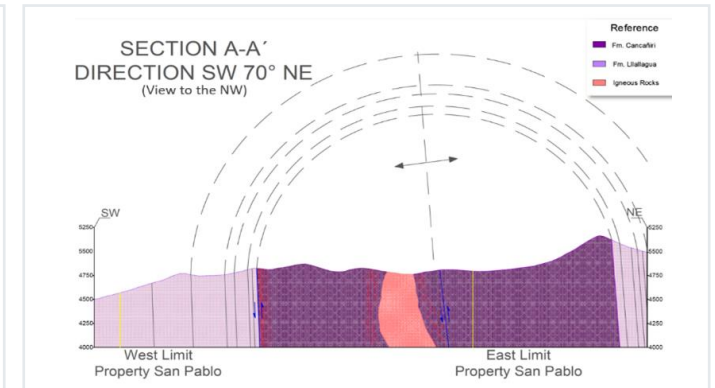 SECTION A-A´
DIRECTION SW 70° NE
(View to the NW)
Reference
Fm. Cancañiri
Fm. Llallagua
Igneous Rocks
SW
NE
5250
5500
4750
4500
4250
4000
5200
5500
4750
4500
4250
4000
West Limit
Property San Pablo
East Limit
Property San Pablo